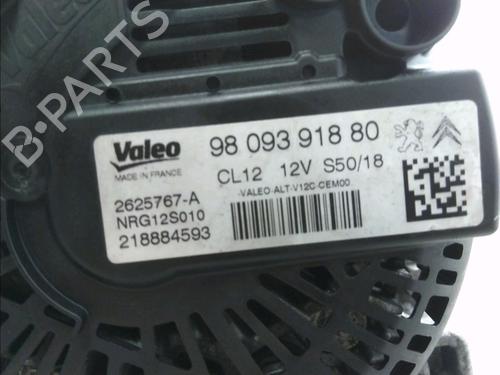 Valeo
B-PARTS
Valeo
MADE IN FRANCE
98 093 918 80
CL12 12V S50/18
-VALEO-ALT-V12C-CEM00
2625767-A
NRG12S010
218884593